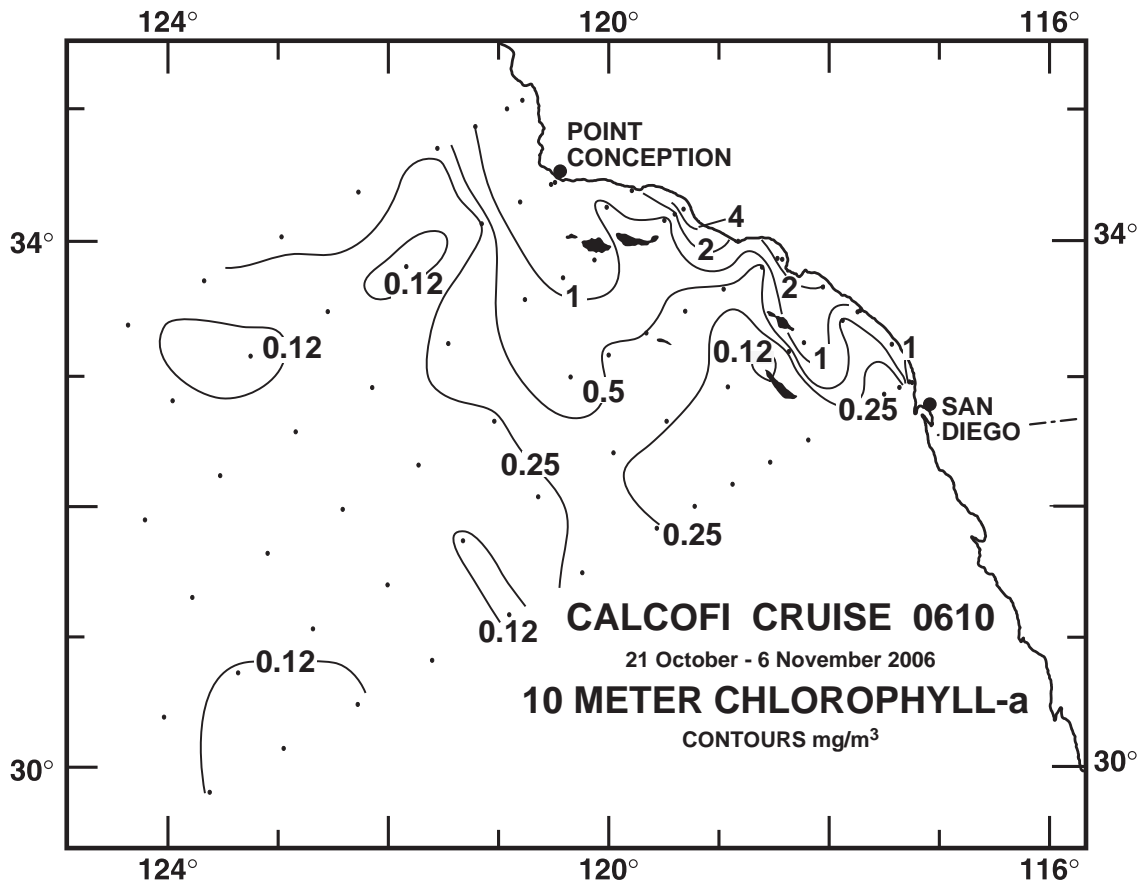 124° 120° 116°
POINT
CONCEPTION
4
34° 34°
2
0.12
2
1
0.12
0.12
1
1
0.5
0.25
SAN
DIEGO
0.25
0.25
0.12
CALCOFI CRUISE 0610
21 October - 6 November 2006
0.12
10 METER CHLOROPHYLL-a
CONTOURS mg/m³
30° 30°
124° 120° 116°